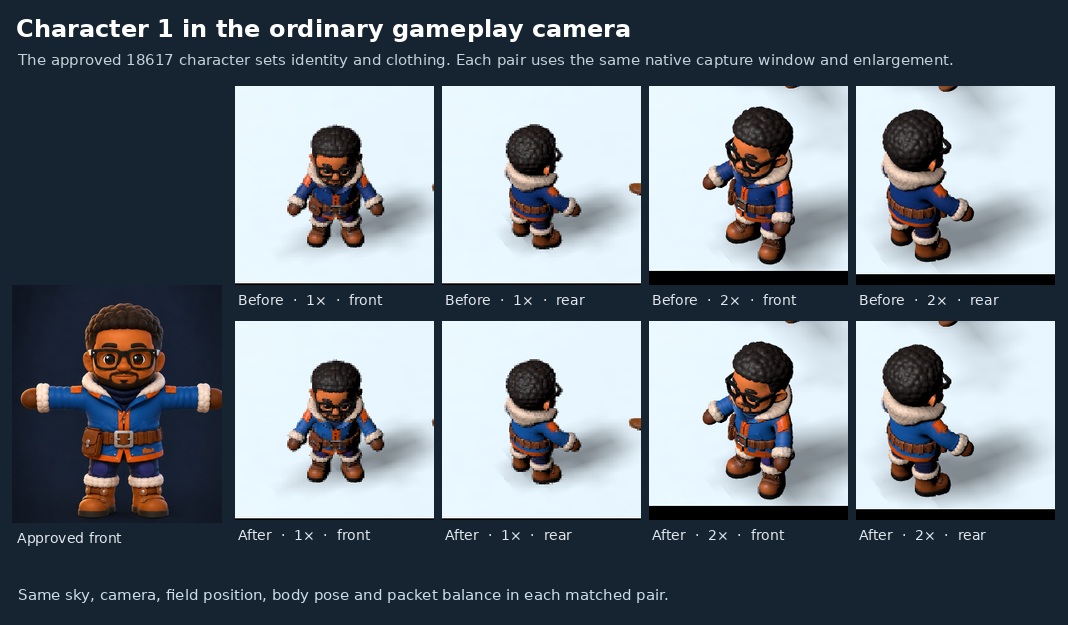 Character 1 in the ordinary gameplay camera
The approved 18617 character sets identity and clothing. Each pair uses the same native capture window and enlargement.
Before · 1× · front
Before · 1× · rear
Before · 2× · front
Before · 2× · rear
Approved front
After · 1× · front
After · 1× · rear
After · 2× · front
After · 2× · rear
Same sky, camera, field position, body pose and packet balance in each matched pair.